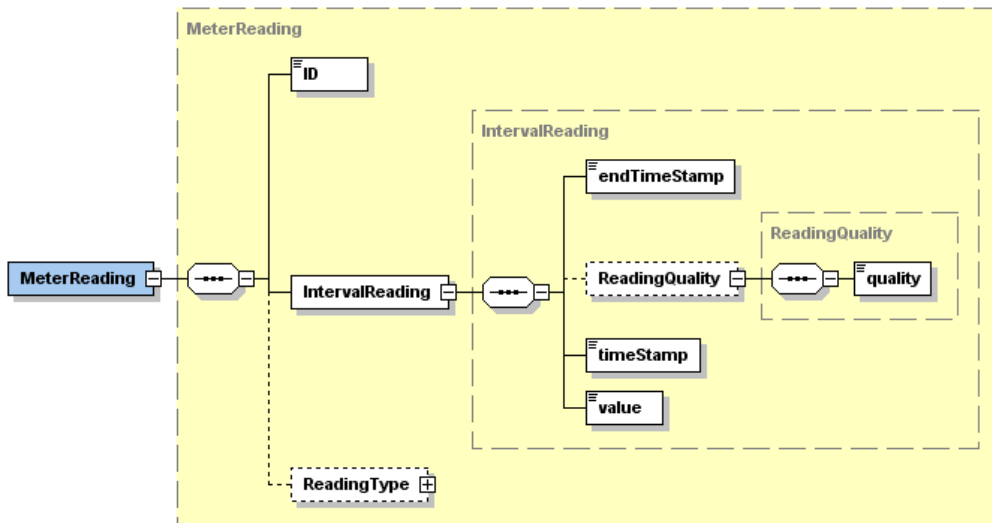 MeterReading
ID
IntervalReading
endTimeStamp
ReadingQuality
MeterReading
IntervalReading
ReadingQuality
quality
timeStamp
value
ReadingType